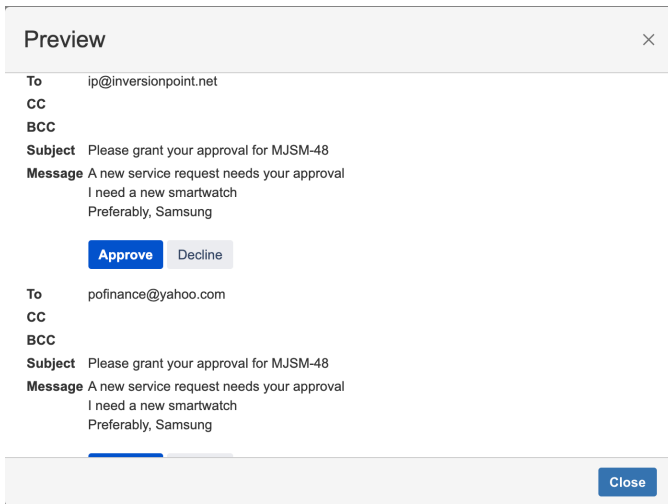 Preview ×
To ip@inversionpoint.net
CC
BCC
Subject Please grant your approval for MJSM-48
Message A new service request needs your approval
I need a new smartwatch
Preferably, Samsung
Approve Decline
To pofinance@yahoo.com
CC
BCC
Subject Please grant your approval for MJSM-48
Message A new service request needs your approval
I need a new smartwatch
Preferably, Samsung
Close